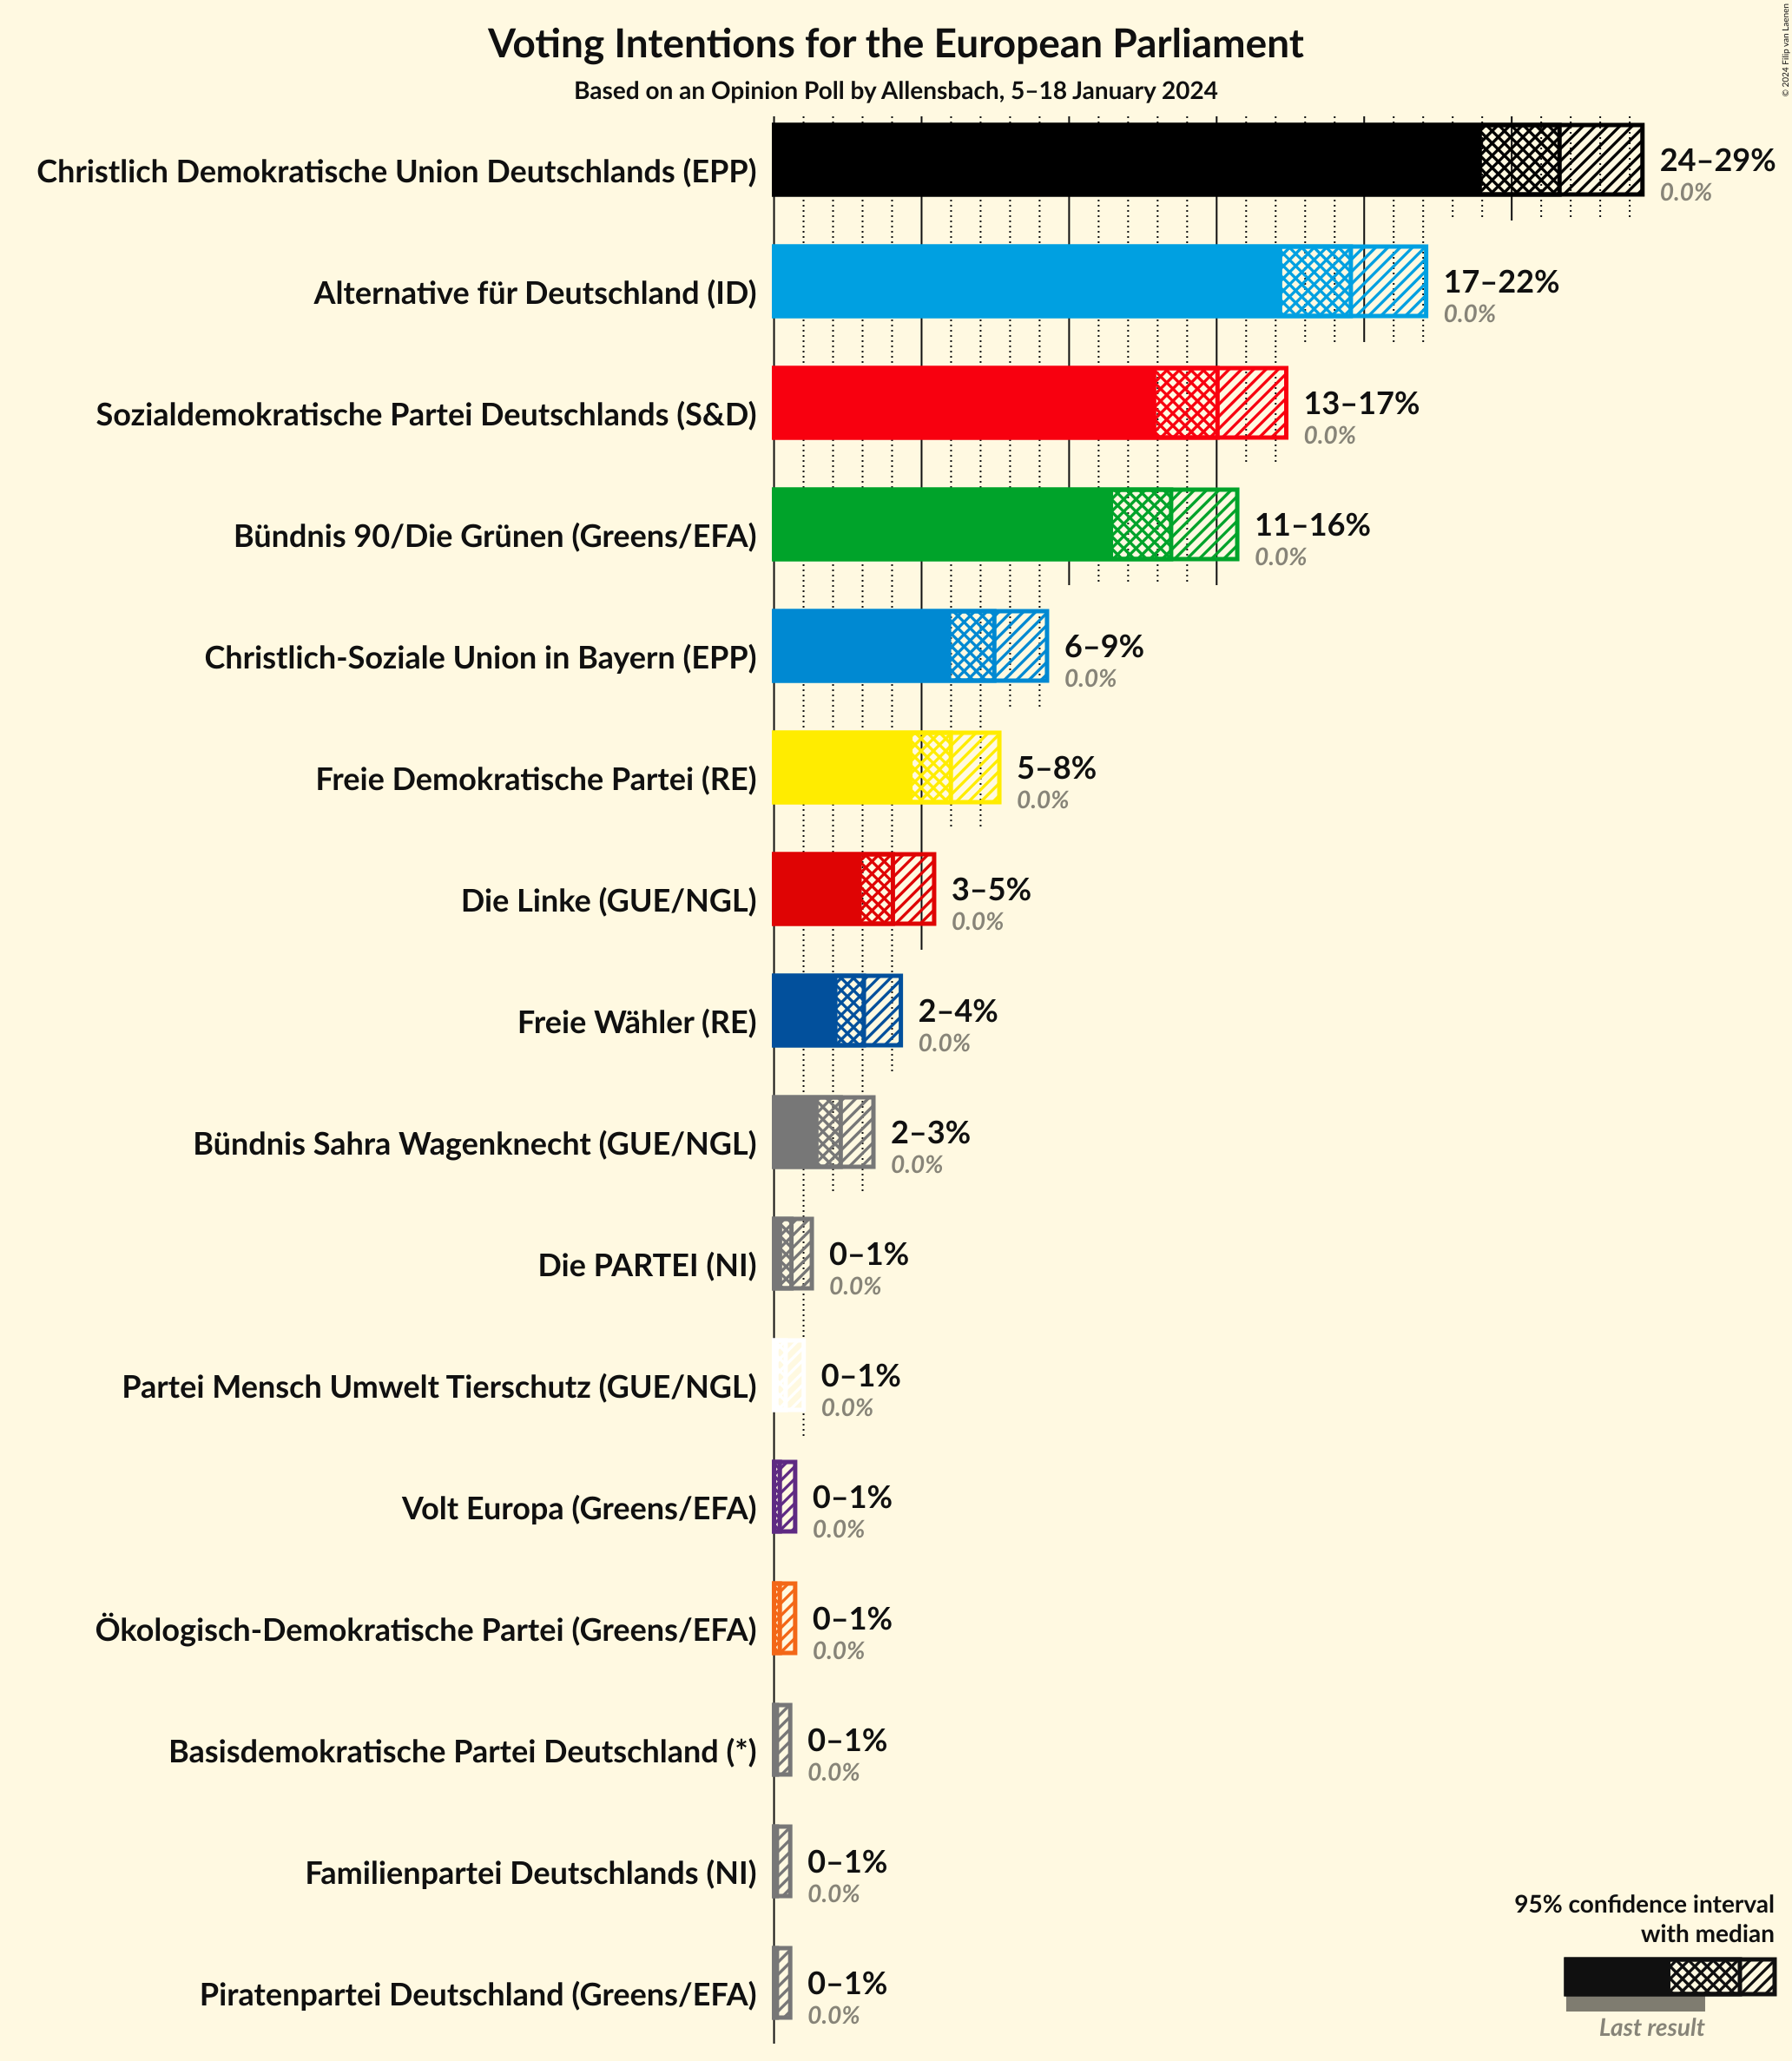 Voting Intentions for the European Parliament
Based on an Opinion Poll by Allensbach, 5–18 January 2024
© 2024 Filip van Laenen
Christlich Demokratische Union Deutschlands (EPP)
24–29%
0.0%
Alternative für Deutschland (ID)
17–22%
0.0%
Sozialdemokratische Partei Deutschlands (S&D)
13–17%
0.0%
Bündnis 90/Die Grünen (Greens/EFA)
11–16%
0.0%
Christlich-Soziale Union in Bayern (EPP)
6–9%
0.0%
Freie Demokratische Partei (RE)
5–8%
0.0%
Die Linke (GUE/NGL)
3–5%
0.0%
Freie Wähler (RE)
2–4%
0.0%
Bündnis Sahra Wagenknecht (GUE/NGL)
2–3%
0.0%
Die PARTEI (NI)
0–1%
0.0%
Partei Mensch Umwelt Tierschutz (GUE/NGL)
0–1%
0.0%
Volt Europa (Greens/EFA)
0–1%
0.0%
Ökologisch-Demokratische Partei (Greens/EFA)
0–1%
0.0%
Basisdemokratische Partei Deutschland (*)
0–1%
0.0%
Familienpartei Deutschlands (NI)
0–1%
0.0%
Piratenpartei Deutschland (Greens/EFA)
0–1%
0.0%
95% confidence interval
with median
Last result